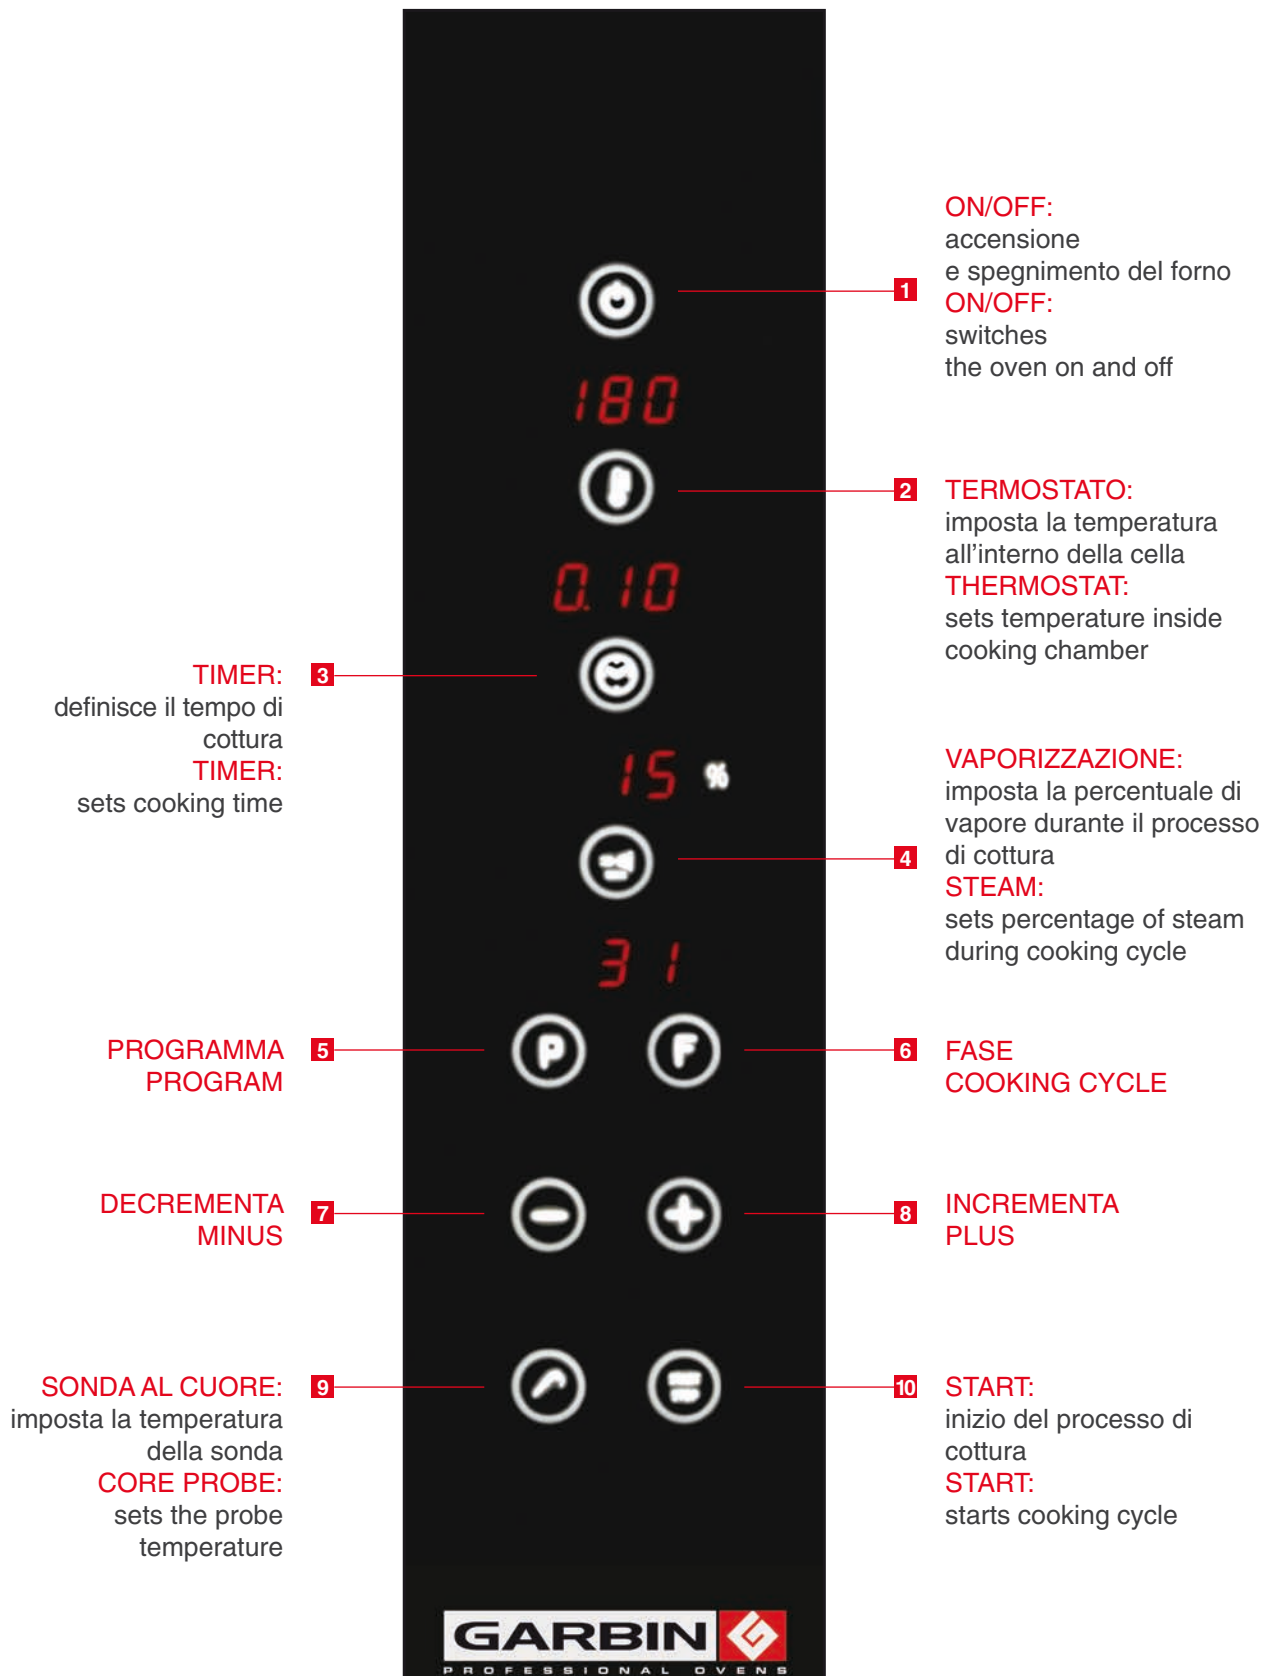 1
ON/OFF:
accensione
e spegnimento del forno
ON/OFF:
switches
the oven on and off
180
2
TERMOSTATO:
imposta la temperatura
all’interno della cella
THERMOSTAT:
sets temperature inside
cooking chamber
0.10
TIMER:
definisce il tempo di
cottura
TIMER:
sets cooking time
3
15 %
4
VAPORIZZAZIONE:
imposta la percentuale di
vapore durante il processo
di cottura
STEAM:
sets percentage of steam
during cooking cycle
31
PROGRAMMA
PROGRAM
5
P
F
6
FASE
COOKING CYCLE
DECREMENTA
MINUS
7
-
+
8
INCREMENTA
PLUS
SONDA AL CUORE:
imposta la temperatura
della sonda
CORE PROBE:
sets the probe
temperature
9
10
START:
inizio del processo di
cottura
START:
starts cooking cycle
GARBIN
PROFESSIONAL OVENS